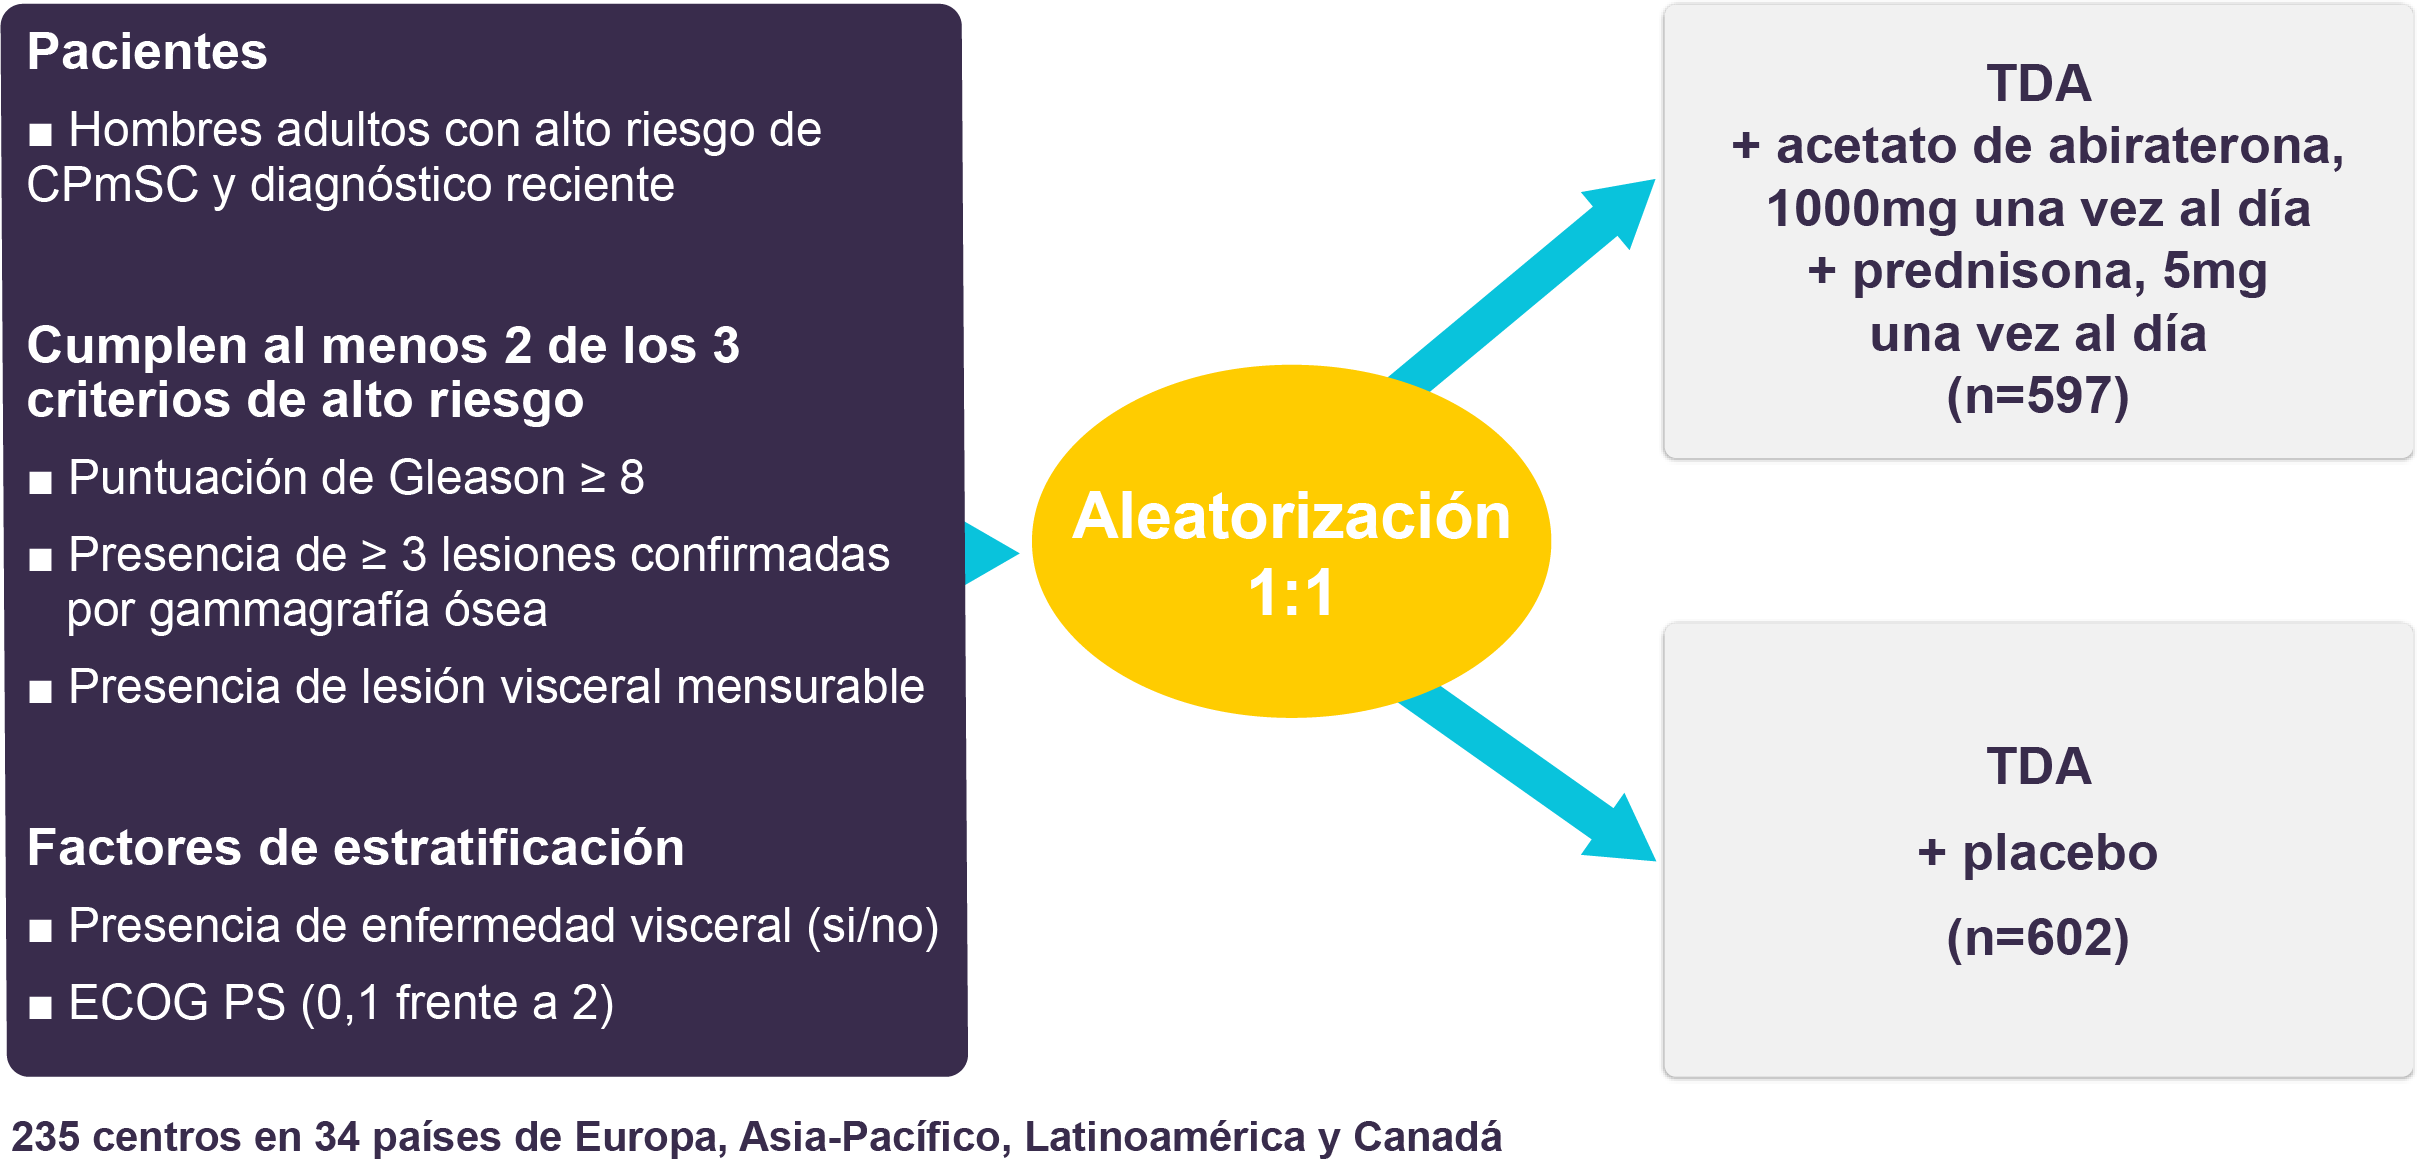 Pacientes
■ Hombres adultos con alto riesgo de
CPmSC y diagnóstico reciente
Cumplen al menos 2 de los 3
criterios de alto riesgo
■ Puntuación de Gleason ≥ 8
■ Presencia de ≥ 3 lesiones confirmadas
por gammagrafía ósea
■ Presencia de lesión visceral mensurable
Factores de estratificación
■ Presencia de enfermedad visceral (si/no)
■ ECOG PS (0,1 frente a 2)
Aleatorización
1:1
TDA
+ acetato de abiraterona,
1000mg una vez al día
+ prednisona, 5mg
una vez al día
(n=597)
TDA
+ placebo
(n=602)
235 centros en 34 países de Europa, Asia-Pacífico, Latinoamérica y Canadá